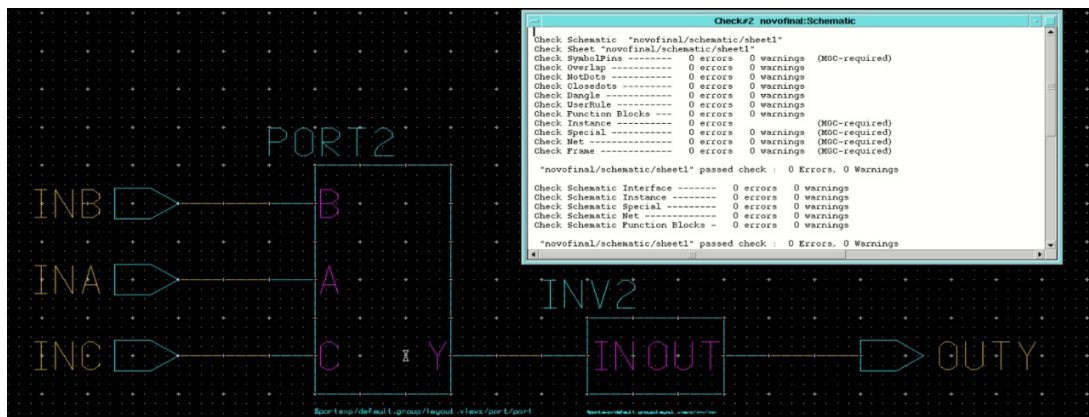 Check#2 novofinal:Schematic
Check Schematic "novofinal/schematic/sheet1"
Check Sheet "novofinal/schematic/sheet1"
Check SymbolPins -------- 0 errors 0 warnings (MGC-required)
Check Overlap ----------- 0 errors 0 warnings
Check NotDots ----------- 0 errors 0 warnings
Check Closedots --------- 0 errors 0 warnings
Check Dangle ------------ 0 errors 0 warnings
Check UserRule ---------- 0 errors 0 warnings
Check Function Blocks --- 0 errors 0 warnings
Check Instance ---------- 0 errors (MGC-required)
Check Special ----------- 0 errors 0 warnings (MGC-required)
Check Net --------------- 0 errors 0 warnings (MGC-required)
Check Frame ------------- 0 errors 0 warnings (MGC-required)
"novofinal/schematic/sheet1" passed check : 0 Errors, 0 Warnings
Check Schematic Interface ------- 0 errors 0 warnings
Check Schematic Instance -------- 0 errors 0 warnings
Check Schematic Special --------- 0 errors 0 warnings
Check Schematic Net ------------- 0 errors 0 warnings
Check Schematic Function Blocks - 0 errors 0 warnings
"novofinal/schematic/sheet1" passed check : 0 Errors, 0 Warnings
PORT2
INB B
INA A
INV2
INC C Y IN OUT OUTY
$portexp/default.group/layout.views/port/port